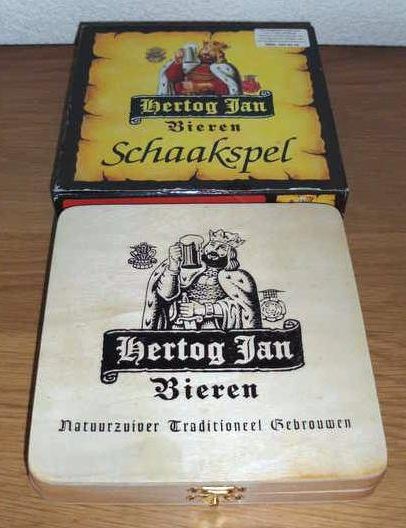 Hertog Jan
Bieren
Schaakspel
Hertog Jan
Bieren
Natuurzuiver Traditioneel Gebrouwen